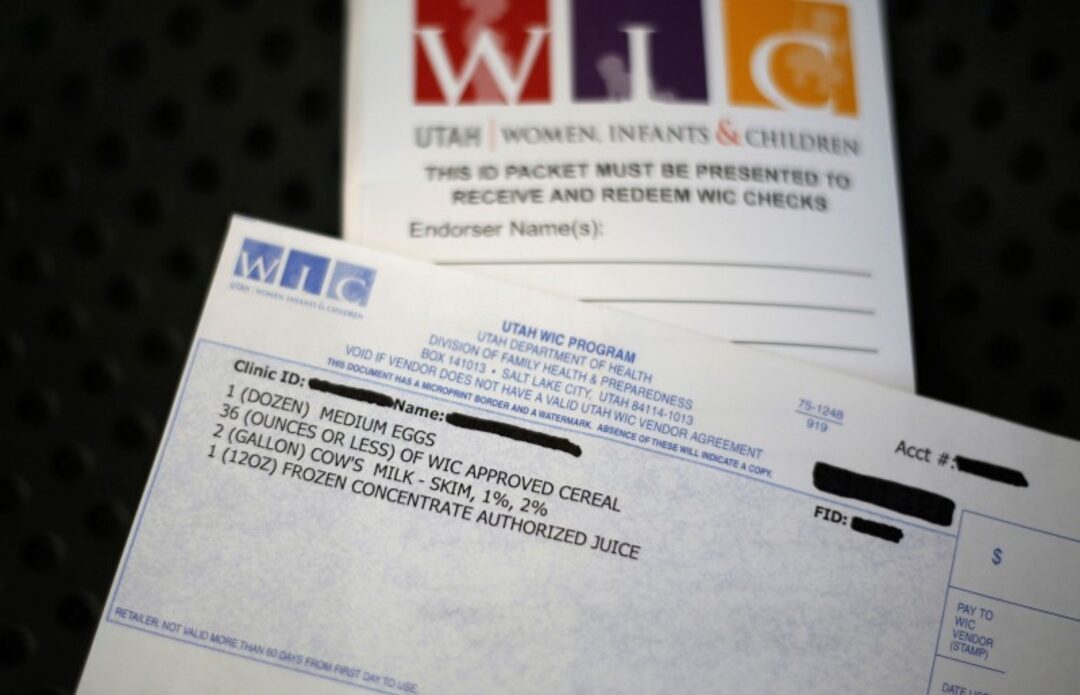 WIC
UTAH | WOMEN, INFANTS & CHILDREN
THIS ID PACKET MUST BE PRESENTED TO
RECEIVE AND REDEEM WIC CHECKS
Endorser Name(s):
WIC
UTAH | WOMEN, INFANTS & CHILDREN
UTAH WIC PROGRAM
UTAH DEPARTMENT OF HEALTH
DIVISION OF FAMILY HEALTH & PREPAREDNESS
BOX 141013 • SALT LAKE CITY, UTAH 84114-1013
VOID IF VENDOR DOES NOT HAVE A VALID UTAH WIC VENDOR AGREEMENT
THIS DOCUMENT HAS A MICROPRINT BORDER AND A WATERMARK. ABSENCE OF THESE WILL INDICATE A COPY.
75-1248
919
Acct #:
Clinic ID: Name:
FID:
1 (DOZEN) MEDIUM EGGS
36 (OUNCES OR LESS) OF WIC APPROVED CEREAL
2 (GALLON) COW'S MILK - SKIM, 1%, 2%
1 (12OZ) FROZEN CONCENTRATE AUTHORIZED JUICE
$
PAY TO
WIC
VENDOR
(STAMP)
DATE
RETAILER: NOT VALID MORE THAN 60 DAYS FROM FIRST DAY TO USE